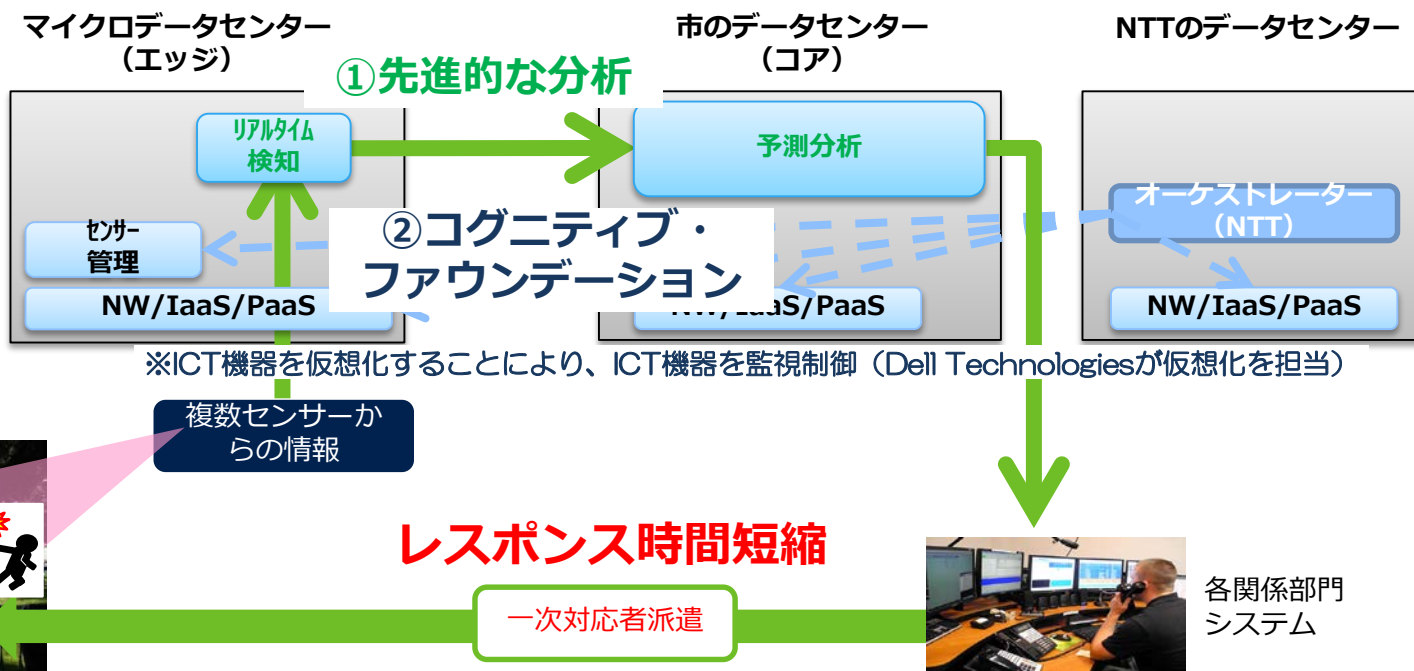 マイクロデータセンター
（エッジ）
市のデータセンター
（コア）
NTTのデータセンター
①先進的な分析
ﾘｱﾙﾀｲﾑ
検知
予測分析
オーケストレーター
（NTT）
ｾﾝｻｰ
管理
②コグニティブ・
ファウンデーション
NW/IaaS/PaaS
NW/IaaS/PaaS
NW/IaaS/PaaS
※ICT機器を仮想化することにより、ICT機器を監視制御（Dell Technologiesが仮想化を担当）
複数センサーか
らの情報
レスポンス時間短縮
一次対応者派遣
各関係部門
システム